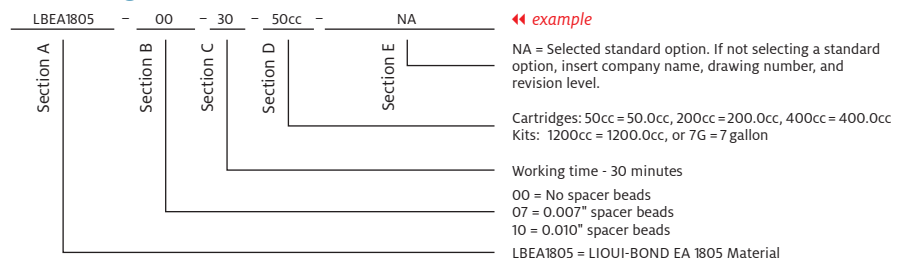 LBEA1805 – 00 – 30 – 50cc – NA
example
Section A
Section B
Section C
Section D
Section E
NA = Selected standard option. If not selecting a standard
option, insert company name, drawing number, and
revision level.
Cartridges: 50cc = 50.0cc, 200cc = 200.0cc, 400cc = 400.0cc
Kits: 1200cc = 1200.0cc, or 7G = 7 gallon
Working time - 30 minutes
00 = No spacer beads
07 = 0.007" spacer beads
10 = 0.010" spacer beads
LBEA1805 = LIQUI-BOND EA 1805 Material